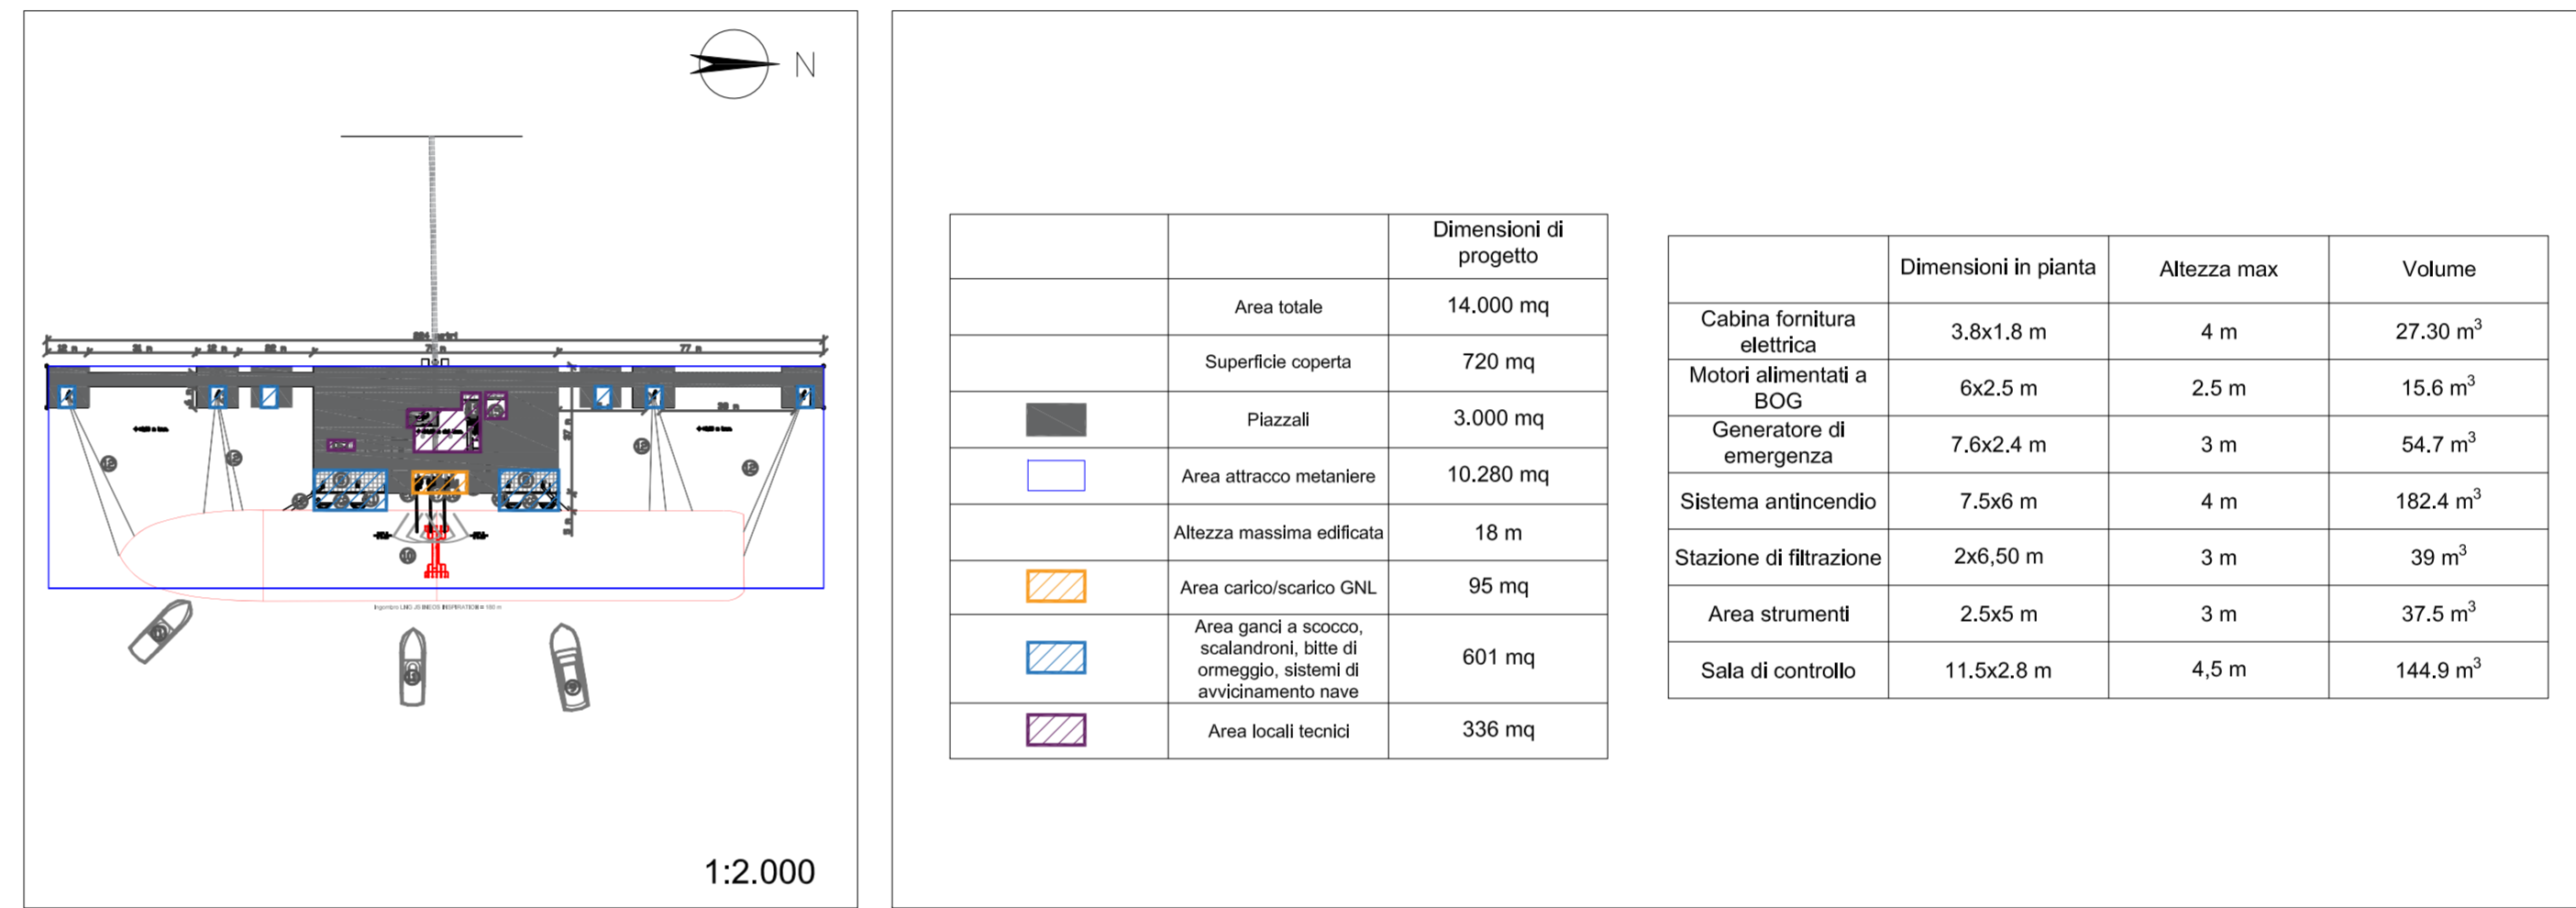 N
12 m
31 m
12 m
22 m
77 m
1:2.000
Dimensioni di
progetto
Area totale
14.000 mq
Superficie coperta
720 mq
Piazzali
3.000 mq
Area attracco metaniere
10.280 mq
Altezza massima edificata
18 m
Area carico/scarico GNL
95 mq
Area ganci a scocco,
scalandroni, bitte di
ormeggio, sistemi di
avvicinamento nave
601 mq
Area locali tecnici
336 mq
Dimensioni in pianta
Altezza max
Volume
Cabina fornitura
elettrica
3.8x1.8 m
4 m
27.30 m³
Motori alimentati a
BOG
6x2.5 m
2.5 m
15.6 m³
Generatore di
emergenza
7.6x2.4 m
3 m
54.7 m³
Sistema antincendio
7.5x6 m
4 m
182.4 m³
Stazione di filtrazione
2x6,50 m
3 m
39 m³
Area strumenti
2.5x5 m
3 m
37.5 m³
Sala di controllo
11.5x2.8 m
4,5 m
144.9 m³